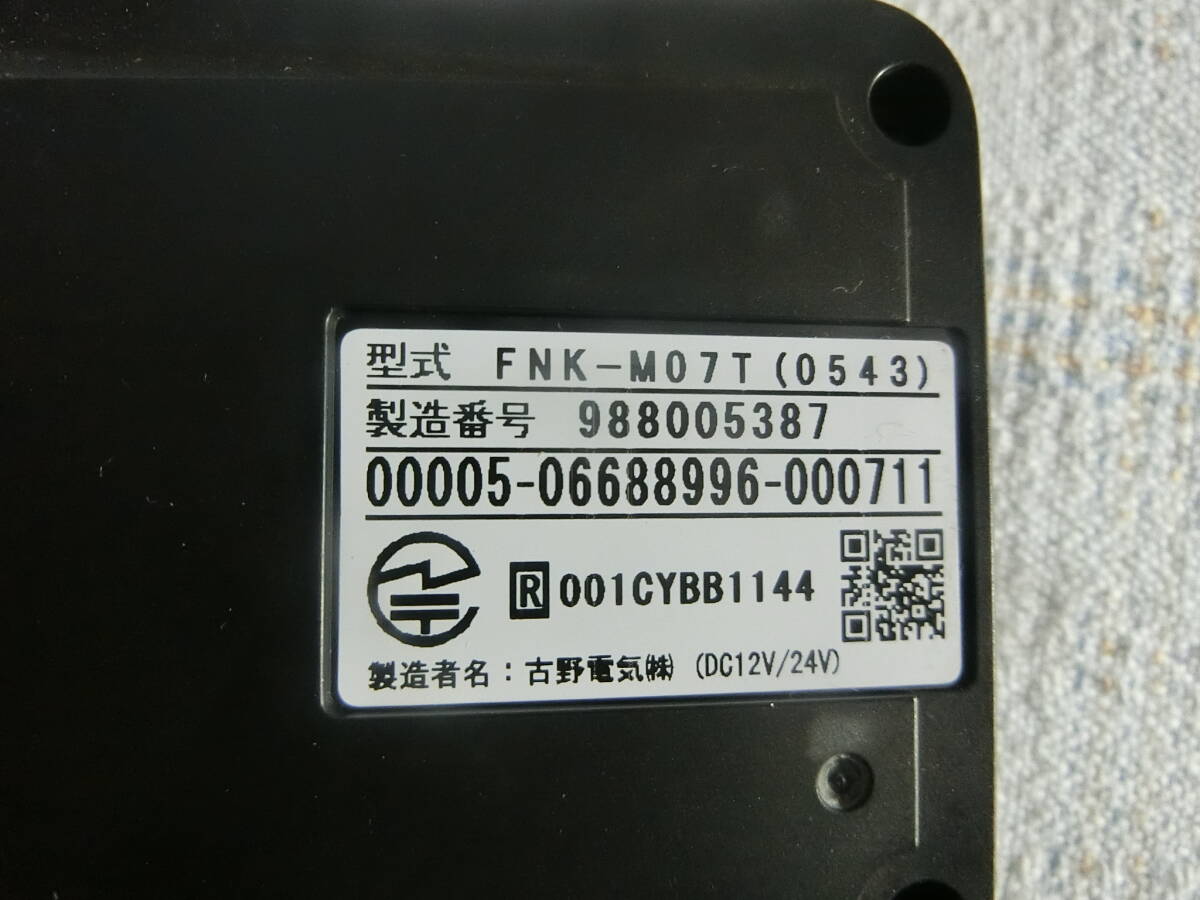 型式 FNK-M07T(0543)
製造番号 988005387
00005-06688996-000711
R 001CYBB1144
製造者名：古野電気㈱ (DC12V/24V)